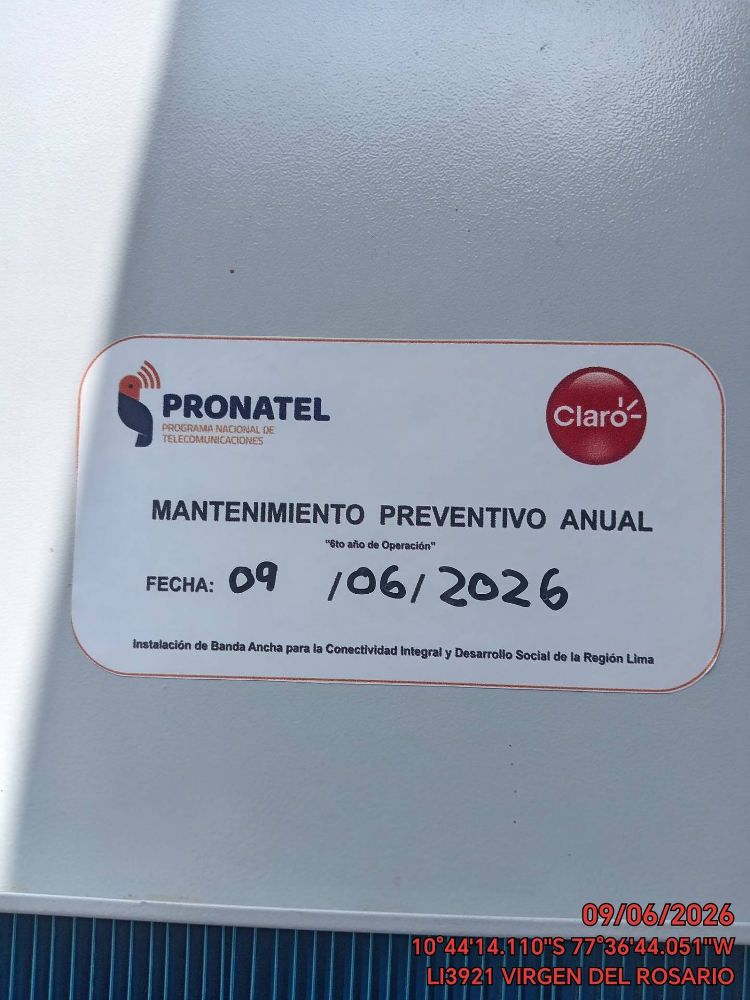 PRONATEL
PROGRAMA NACIONAL DE
TELECOMUNICACIONES
Claro
MANTENIMIENTO PREVENTIVO ANUAL
"6to año de Operación"
FECHA: 09 /06/2026
Instalación de Banda Ancha para la Conectividad Integral y Desarrollo Social de la Región Lima
09/06/2026
10°44'14.110"S 77°36'44.051"W
LI3921 VIRGEN DEL ROSARIO